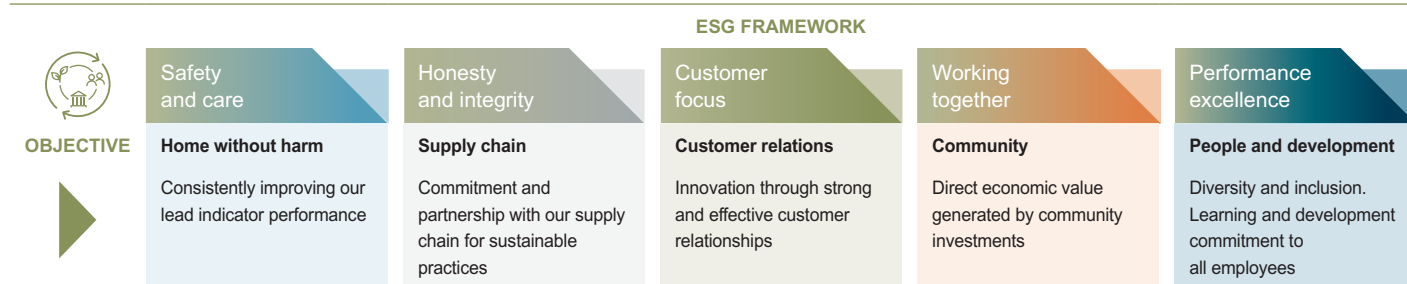 ESG FRAMEWORK
OBJECTIVE
Safety
and care
Home without harm
Consistently improving our
lead indicator performance
Honesty
and integrity
Supply chain
Commitment and
partnership with our supply
chain for sustainable
practices
Customer
focus
Customer relations
Innovation through strong
and effective customer
relationships
Working
together
Community
Direct economic value
generated by community
investments
Performance
excellence
People and development
Diversity and inclusion.
Learning and development
commitment to
all employees